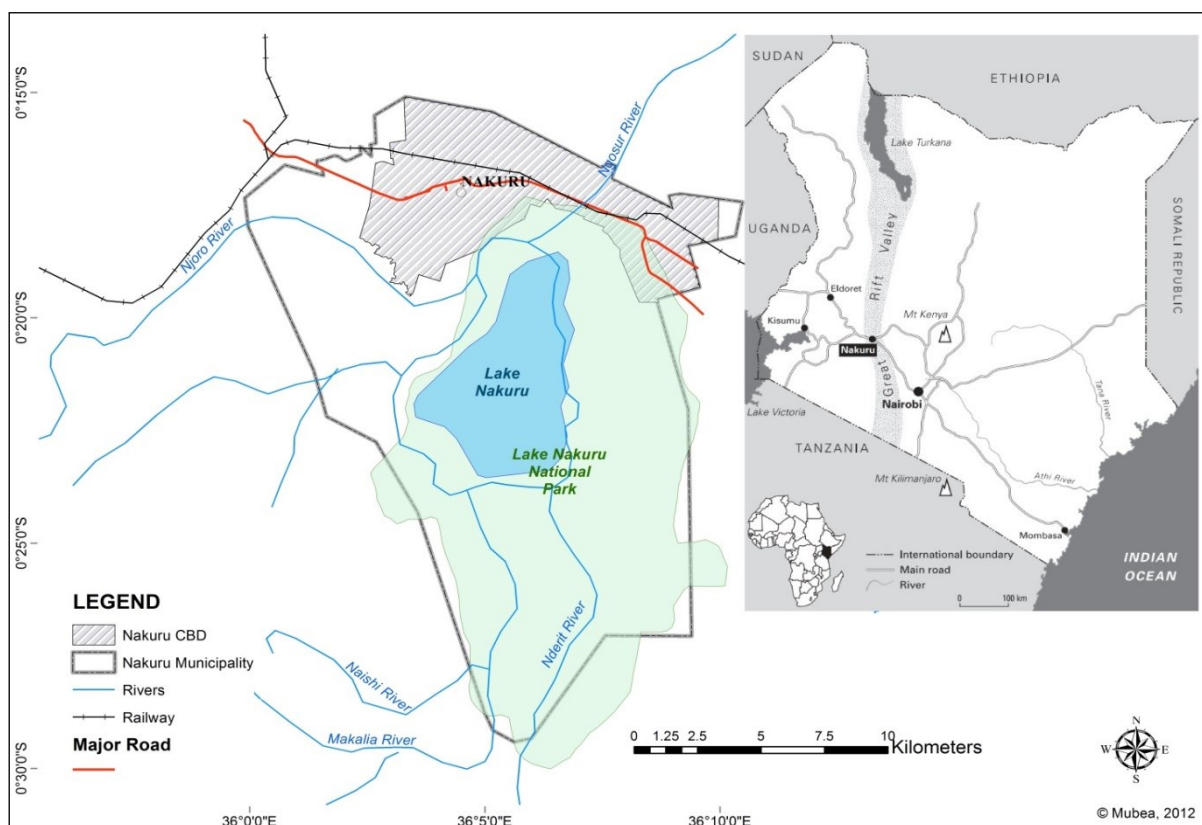 0°15'0"S
0°20'0"S
0°25'0"S
0°30'0"S
36°0'0"E
36°5'0"E
36°10'0"E
NAKURU
Ngosur River
Njoro River
Lake
Nakuru
Lake Nakuru
National
Park
Nderit River
Naishi River
Makalia River
LEGEND
Nakuru CBD
Nakuru Municipality
Rivers
Railway
Major Road
0 1.25 2.5 5 7.5 10
Kilometers
N
W E
S
© Mubea, 2012
SUDAN
ETHIOPIA
Lake Turkana
UGANDA
SOMALI REPUBLIC
Great Rift Valley
Eldoret
Kisumu
Mt Kenya
Nakuru
Nairobi
Lake Victoria
Tana River
TANZANIA
Athi River
Mt Kilimanjaro
Mombasa
INDIAN
OCEAN
International boundary
Main road
River
0 100 km